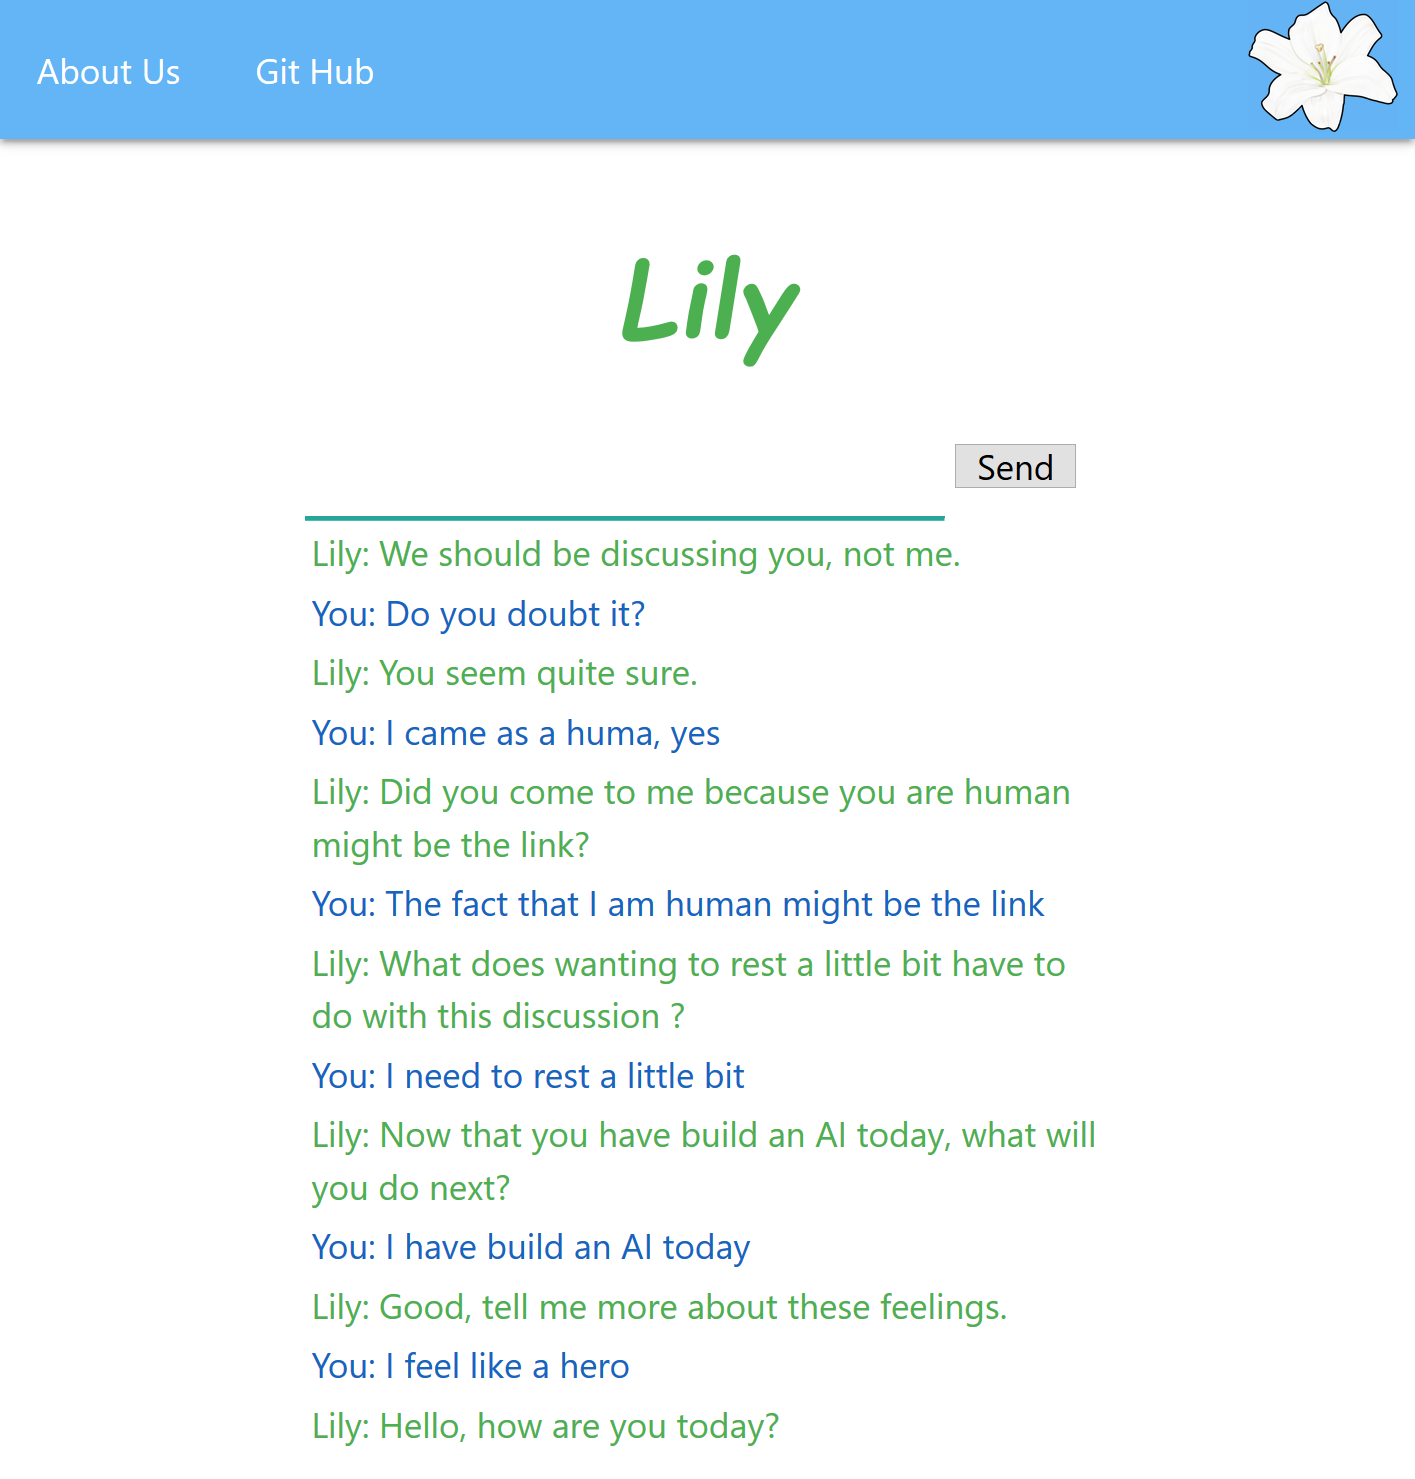 About Us
Git Hub
Lily
Send
Lily: We should be discussing you, not me.
You: Do you doubt it?
Lily: You seem quite sure.
You: I came as a huma, yes
Lily: Did you come to me because you are human
might be the link?
You: The fact that I am human might be the link
Lily: What does wanting to rest a little bit have to
do with this discussion ?
You: I need to rest a little bit
Lily: Now that you have build an AI today, what will
you do next?
You: I have build an AI today
Lily: Good, tell me more about these feelings.
You: I feel like a hero
Lily: Hello, how are you today?